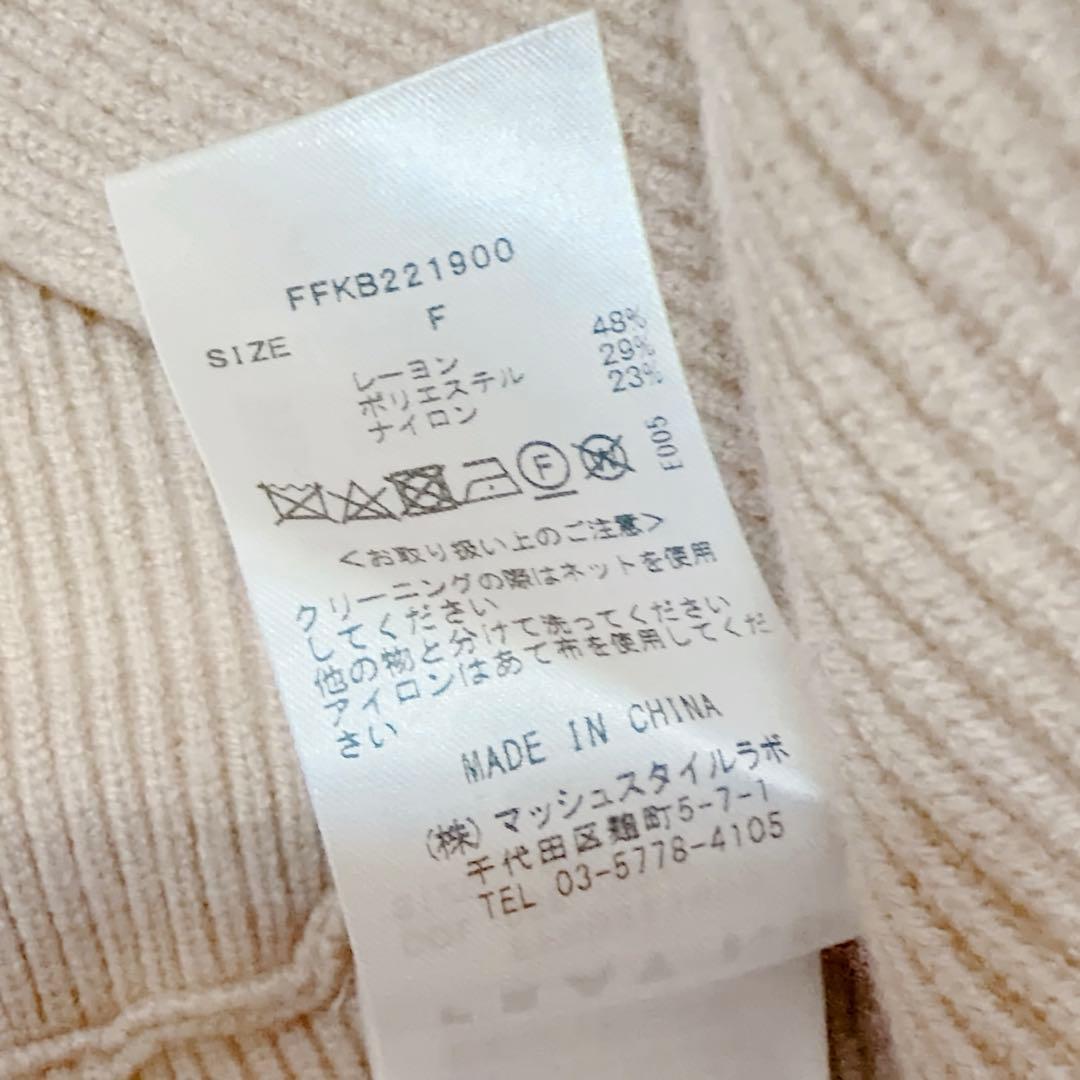 FFKB221900
SIZE F
レーヨン 48%
ポリエステル 29%
ナイロン 23%
F W E005
<お取り扱い上のご注意>
クリーニングの際はネットを使用
してください
他の物と分けて洗ってください
アイロンはあて布を使用してくだ
さい
MADE IN CHINA
(株)マッシュスタイルラボ
千代田区麹町5-7-1
TEL 03-5778-4105